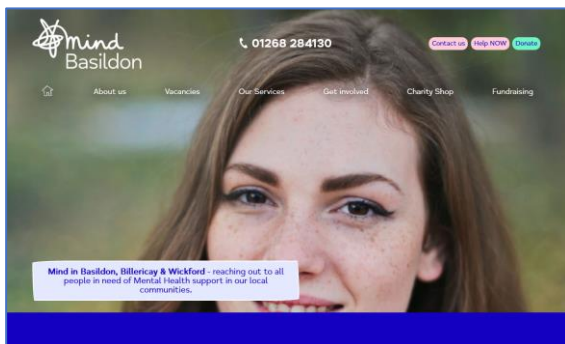 mind
Basildon
01268 284130
Contact us
Help NOW
Donate
About us
Vacancies
Our Services
Get involved
Charity Shop
Fundraising
Mind in Basildon, Billericay & Wickford - reaching out to all
people in need of Mental Health support in our local
communities.